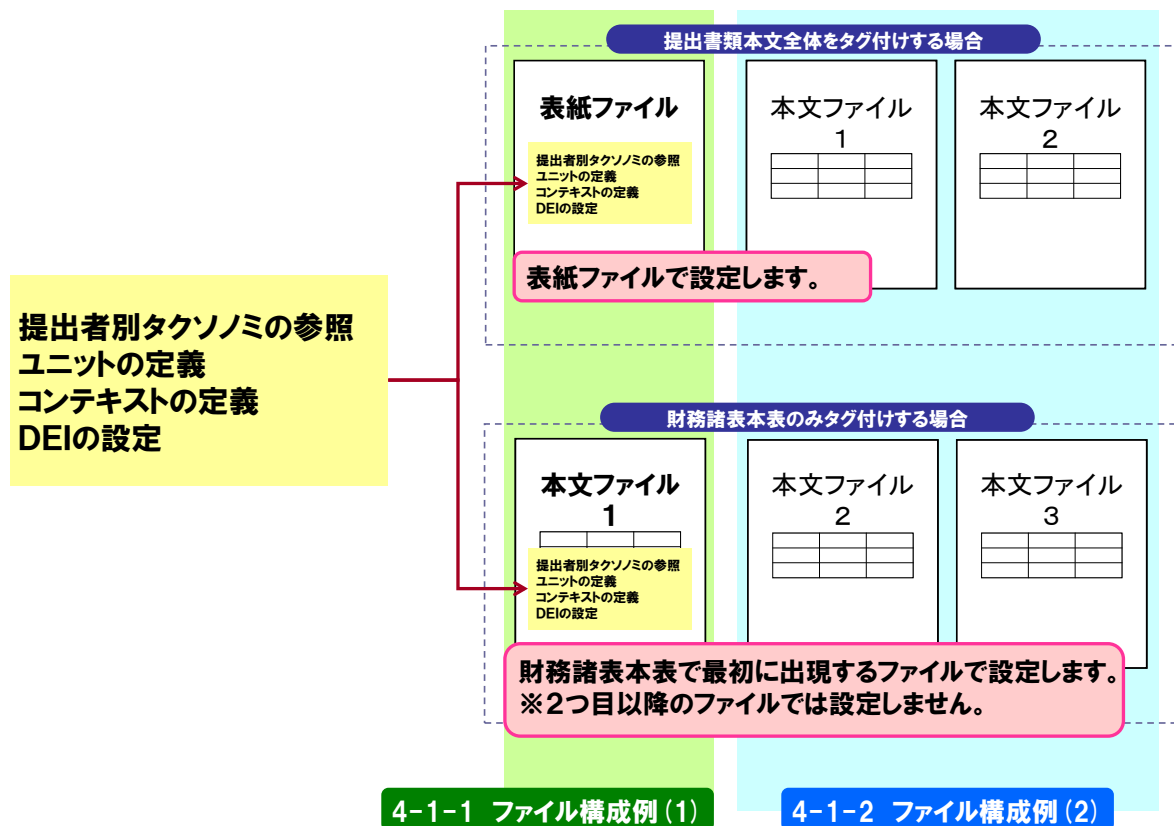 提出書類本文全体をタグ付けする場合
表紙ファイル
提出者別タクソノミの参照
ユニットの定義
コンテキストの定義
DEIの設定
本文ファイル
1
本文ファイル
2
表紙ファイルで設定します。
提出者別タクソノミの参照
ユニットの定義
コンテキストの定義
DEIの設定
財務諸表本表のみタグ付けする場合
本文ファイル
1
提出者別タクソノミの参照
ユニットの定義
コンテキストの定義
DEIの設定
本文ファイル
2
本文ファイル
3
財務諸表本表で最初に出現するファイルで設定します。
※2つ目以降のファイルでは設定しません。
4-1-1 ファイル構成例(1)
4-1-2 ファイル構成例(2)